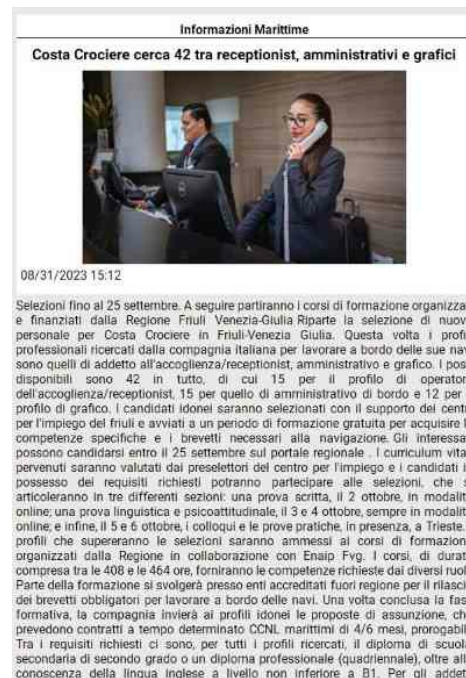 Informazioni Marittime
Costa Crociere cerca 42 tra receptionist, amministrativi e grafici
08/31/2023 15:12
Selezioni fino al 25 settembre. A seguire partiranno i corsi di formazione organizza
e finanziati dalla Regione Friuli Venezia-Giulia Riparte la selezione di nuov
personale per Costa Crociere in Friuli-Venezia Giulia. Questa volta i profi
professionali ricercati dalla compagnia italiana per lavorare a bordo delle sue nav
sono quelli di addetto all'accoglienza/receptionist, amministrativo e grafico. I pos
disponibili sono 42 in tutto, di cui 15 per il profilo di operator
dell'accoglienza/receptionist, 15 per quello di amministrativo di bordo e 12 per
profilo di grafico. I candidati idonei saranno selezionati con il supporto dei cent
per l'impiego del friuli e avviati a un periodo di formazione gratuita per acquisire l
competenze specifiche e i brevetti necessari alla navigazione. Gli interessa
possono candidarsi entro il 25 settembre sul portale regionale . I curriculum vita
pervenuti saranno valutati dai preselettori del centro per l'impiego e i candidati i
possesso dei requisiti richiesti potranno partecipare alle selezioni, che s
articoleranno in tre differenti sezioni: una prova scritta, il 2 ottobre, in modalit
online; una prova linguistica e psicoattitudinale, il 3 e 4 ottobre, sempre in modalit
online; e infine, il 5 e 6 ottobre, i colloqui e le prove pratiche, in presenza, a Trieste.
profili che supereranno le selezioni saranno ammessi ai corsi di formazion
organizzati dalla Regione in collaborazione con Enaip Fvg. I corsi, di durat
compresa tra le 408 e le 464 ore, forniranno le competenze richieste dai diversi ruol
Parte della formazione si svolgerà presso enti accreditati fuori regione per il rilasci
dei brevetti obbligatori per lavorare a bordo delle navi. Una volta conclusa la fas
formativa, la compagnia invierà ai profili idonei le proposte di assunzione, ch
prevedono contratti a tempo determinato CCNL marittimi di 4/6 mesi, prorogabil
Tra i requisiti richiesti ci sono, per tutti i profili ricercati, il diploma di scuol
secondaria di secondo grado o un diploma professionale (quadriennale), oltre all
conoscenza della lingua inglese a livello non inferiore a B1. Per gli addet